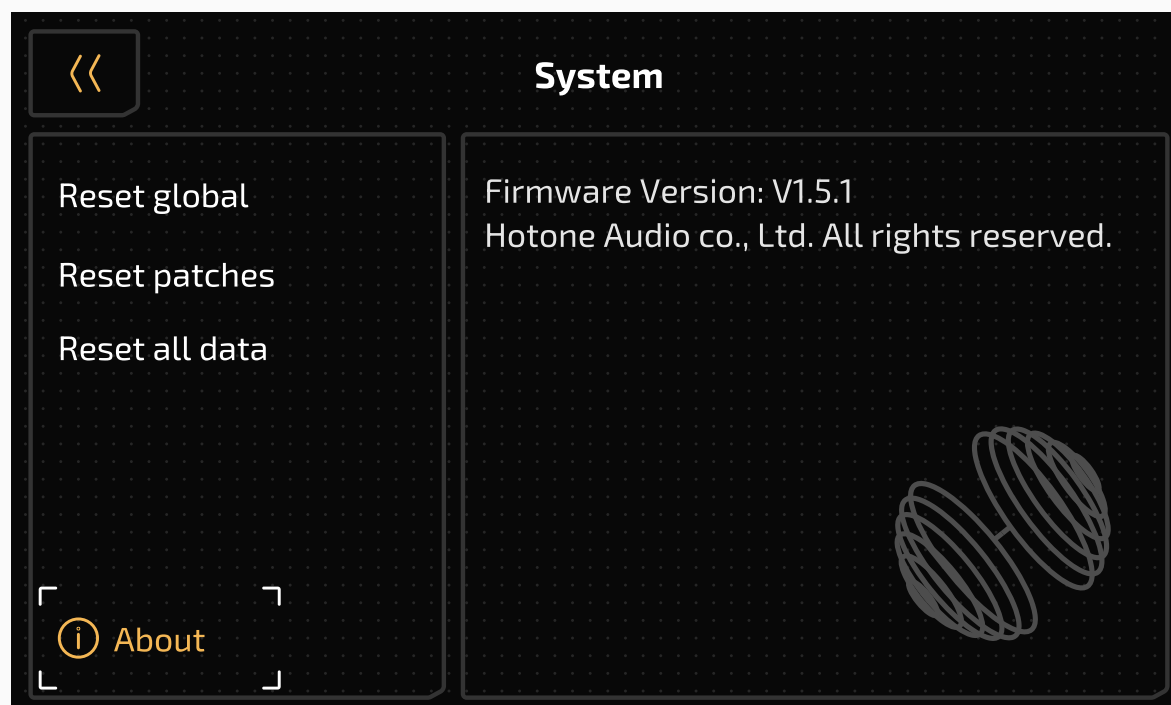 System
Reset global
Reset patches
Reset all data
About
Firmware Version: V1.5.1
Hotone Audio co., Ltd. All rights reserved.